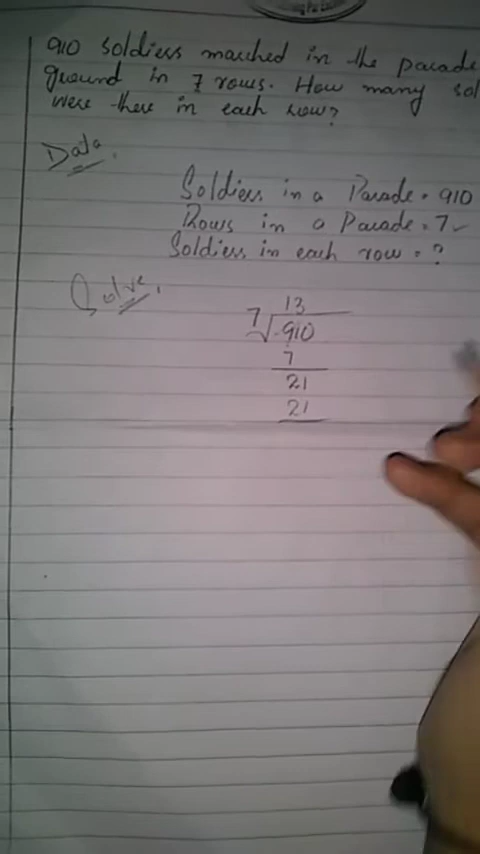 910 soldiers marched in the parade
ground in 7 rows. How many sol
were there in each row?
Data.
Soldiers in a Parade = 910
Rows in a Parade = 7
Soldiers in each row = ?
Solve.
13
7 √-910
7
21
21